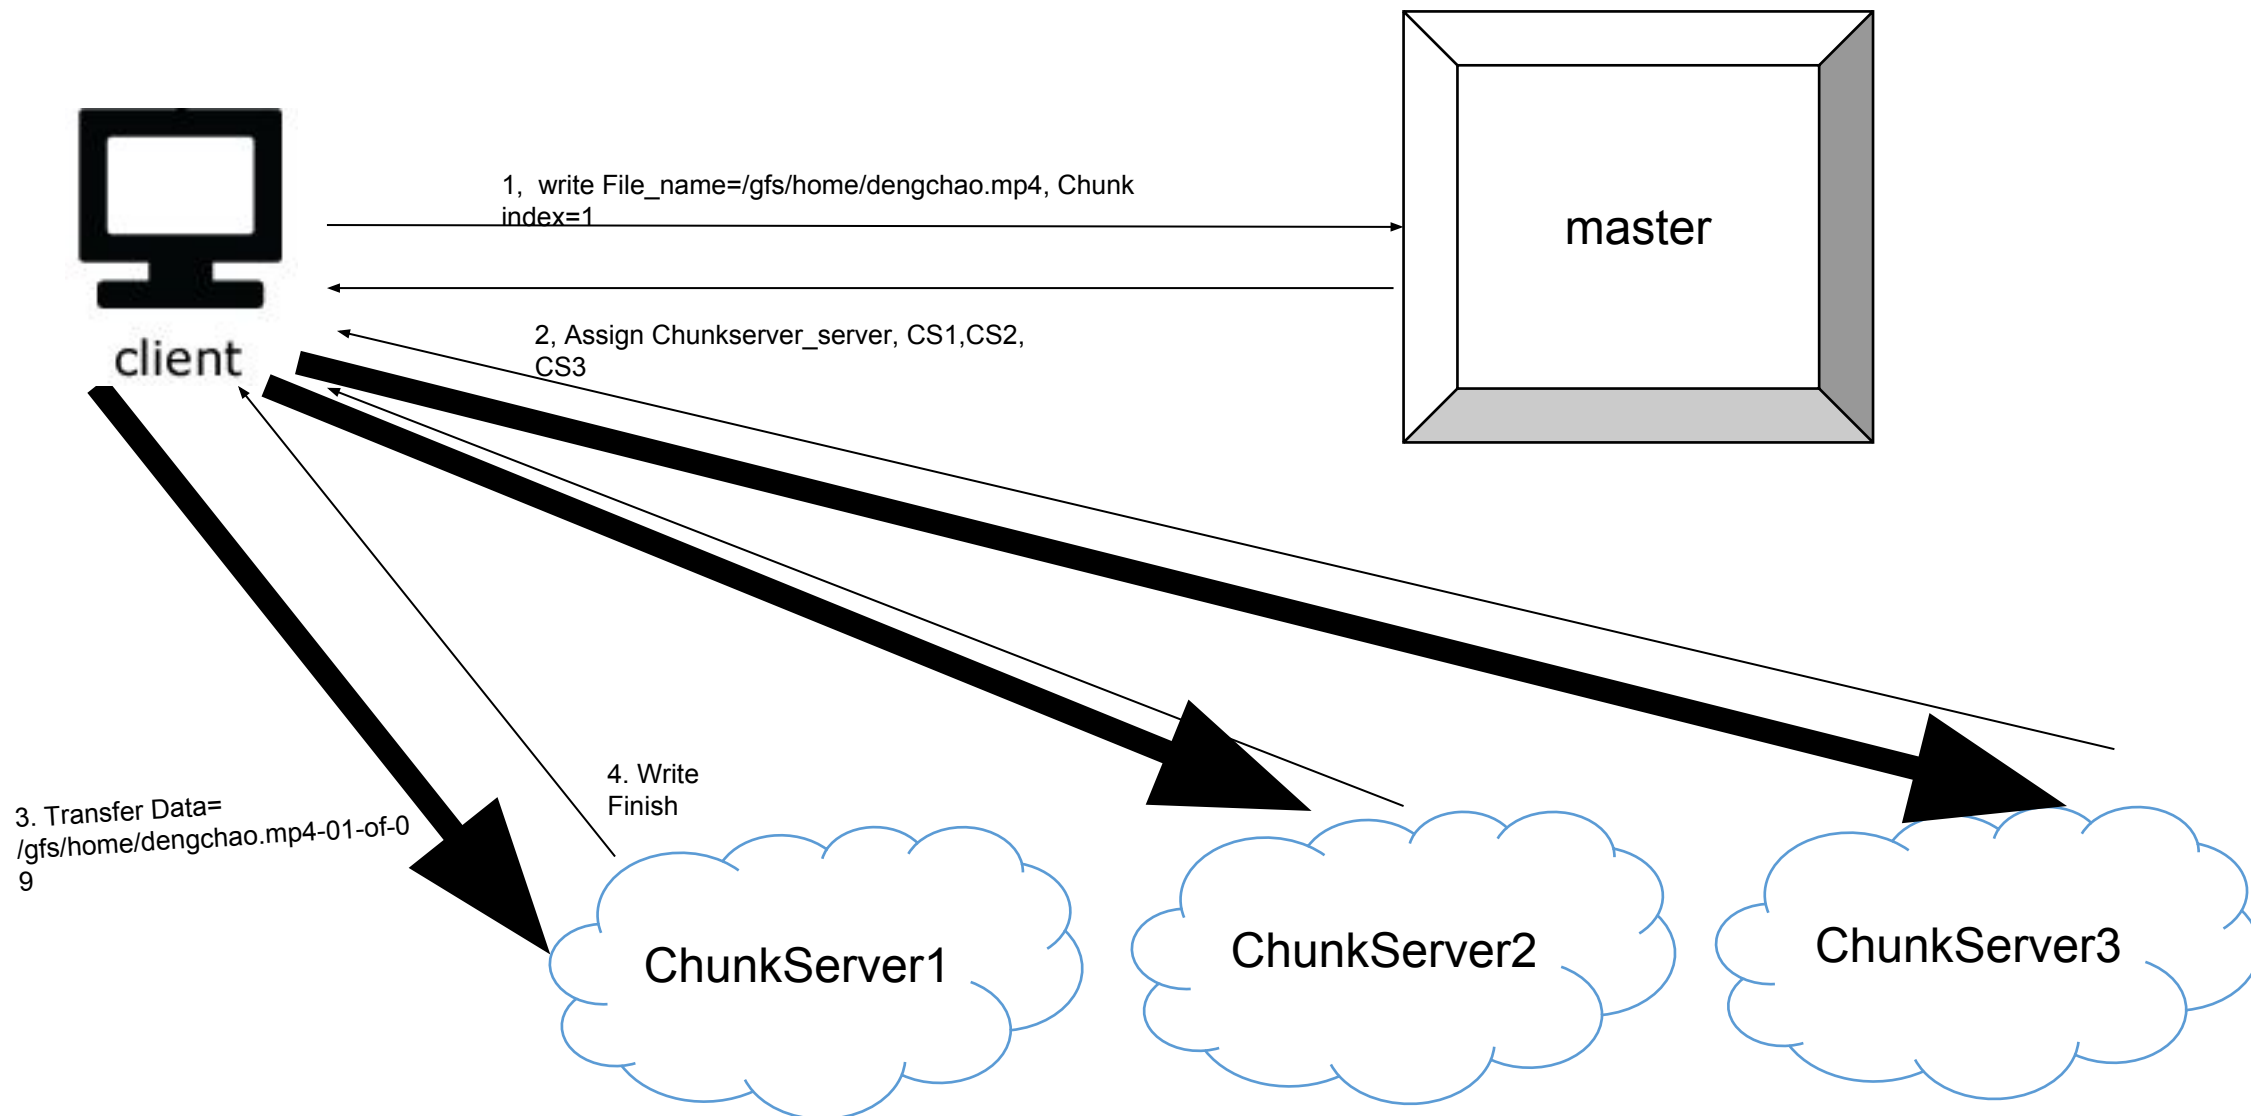 1, write File_name=/gfs/home/dengchao.mp4, Chunk
index=1
master
2, Assign Chunkserver_server, CS1,CS2,
CS3
client
4. Write
Finish
3. Transfer Data=
/gfs/home/dengchao.mp4-01-of-0
9
ChunkServer1
ChunkServer2
ChunkServer3